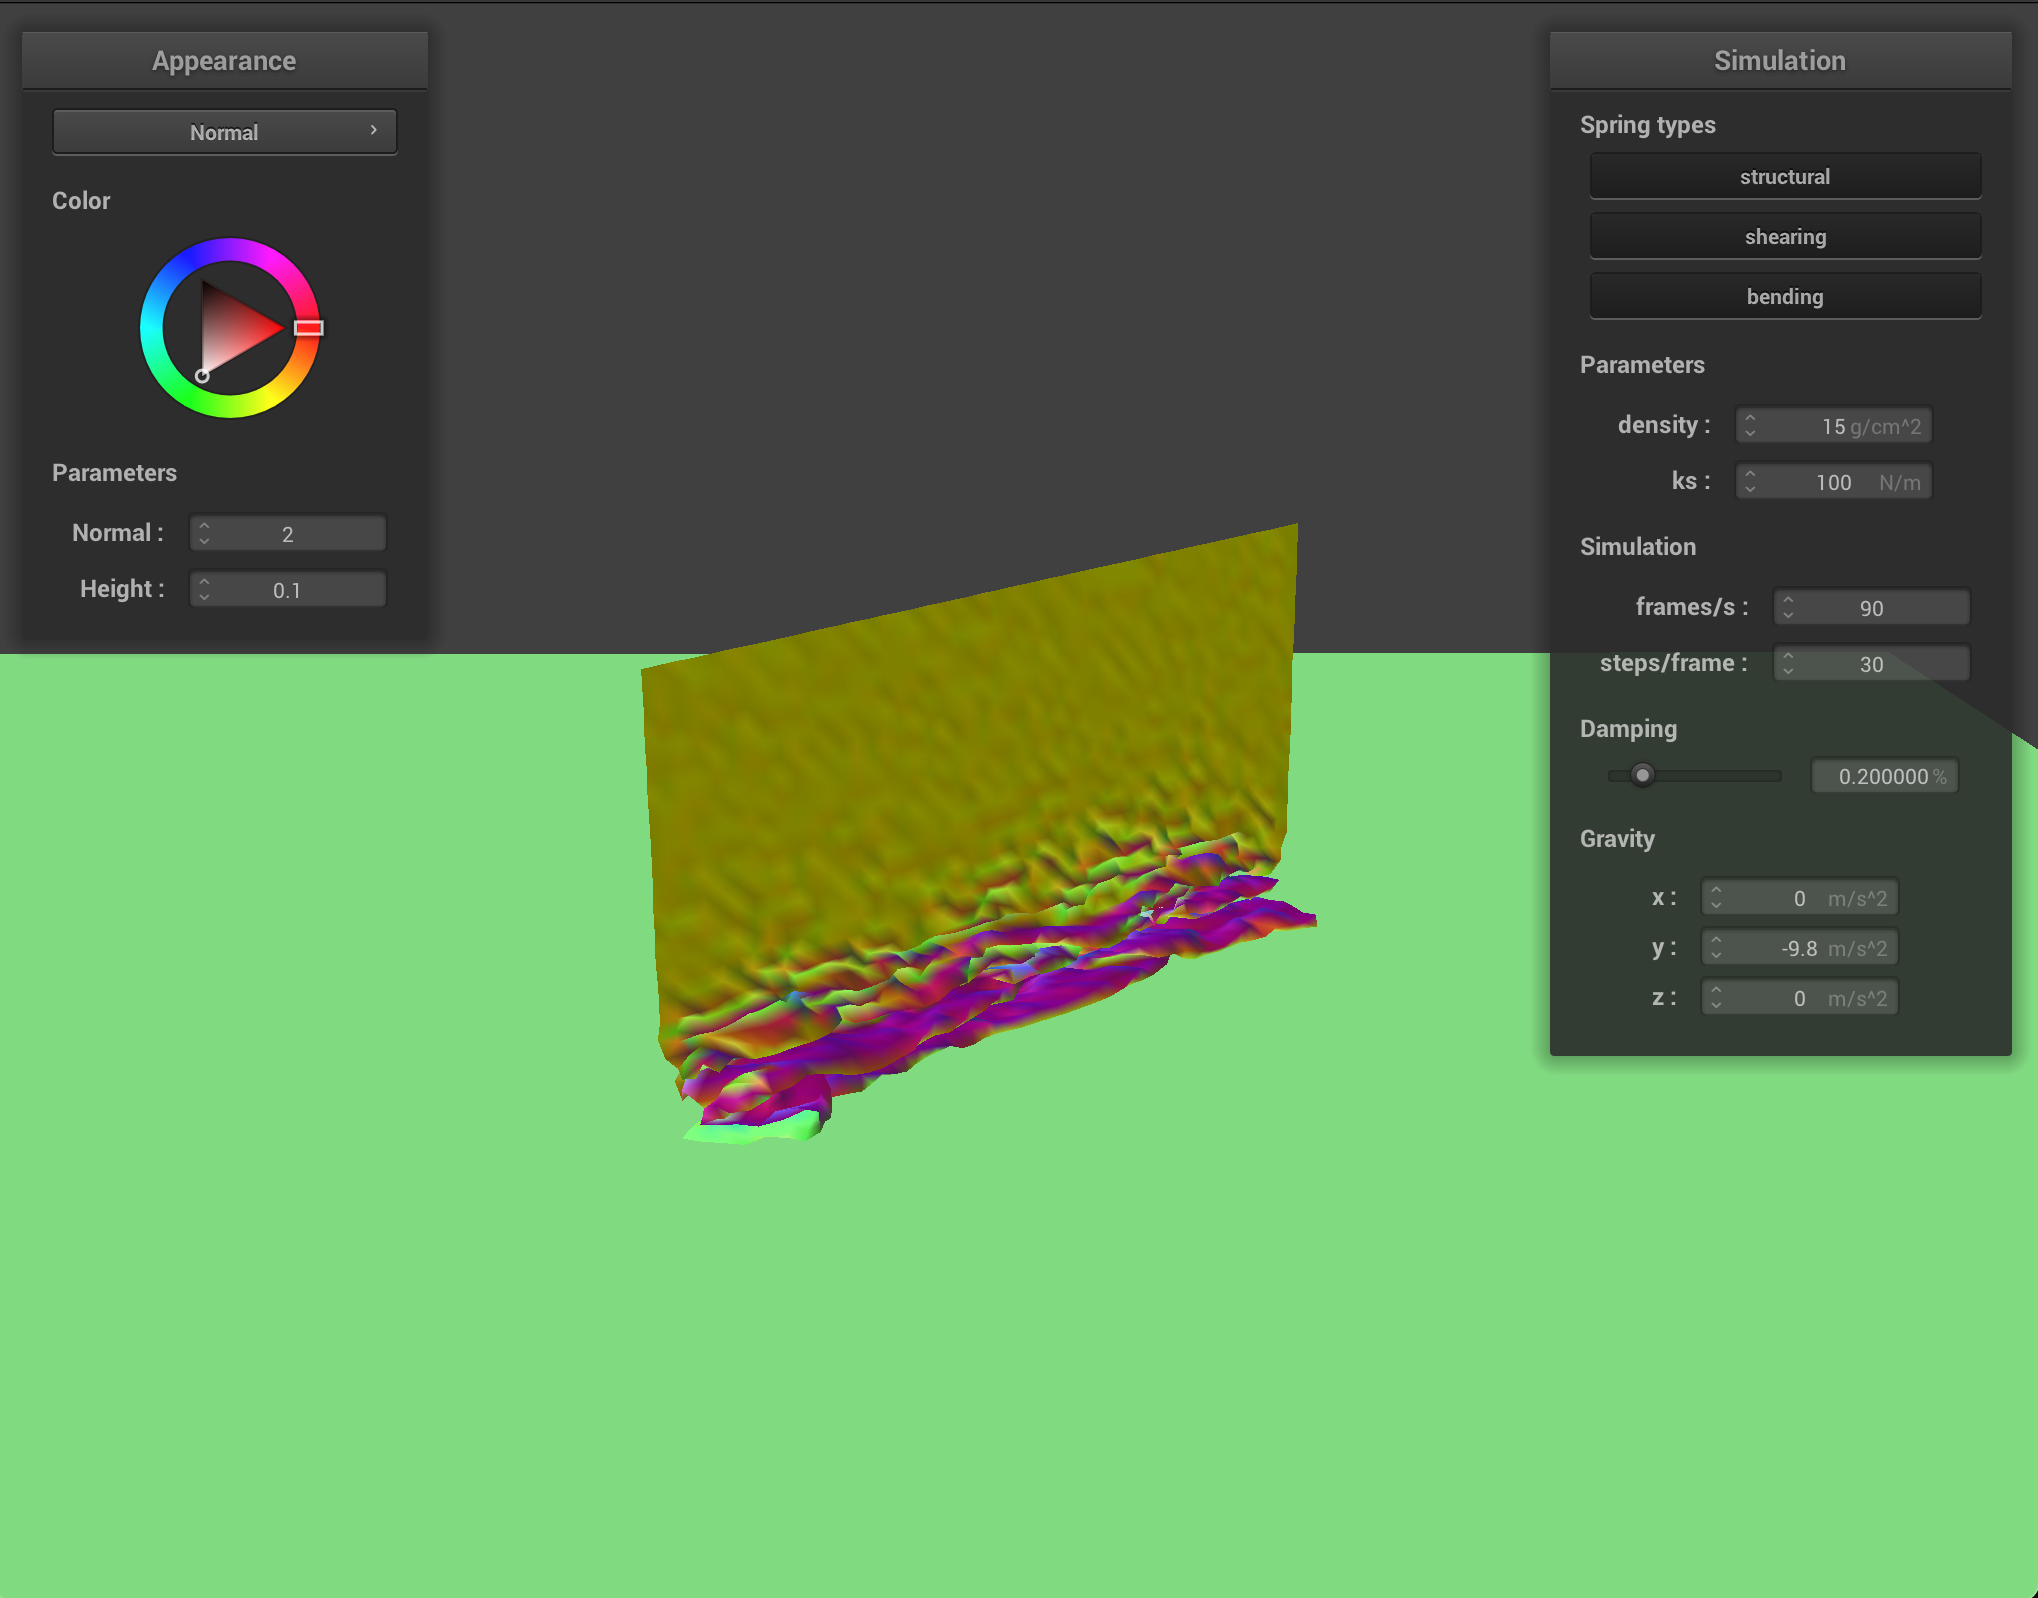 Appearance
Normal
Color
Parameters
Normal : 2
Height : 0.1
Simulation
Spring types
structural
shearing
bending
Parameters
density : 15 g/cm^2
ks : 100 N/m
Simulation
frames/s : 90
steps/frame : 30
Damping
0.200000 %
Gravity
x : 0 m/s^2
y : -9.8 m/s^2
z : 0 m/s^2